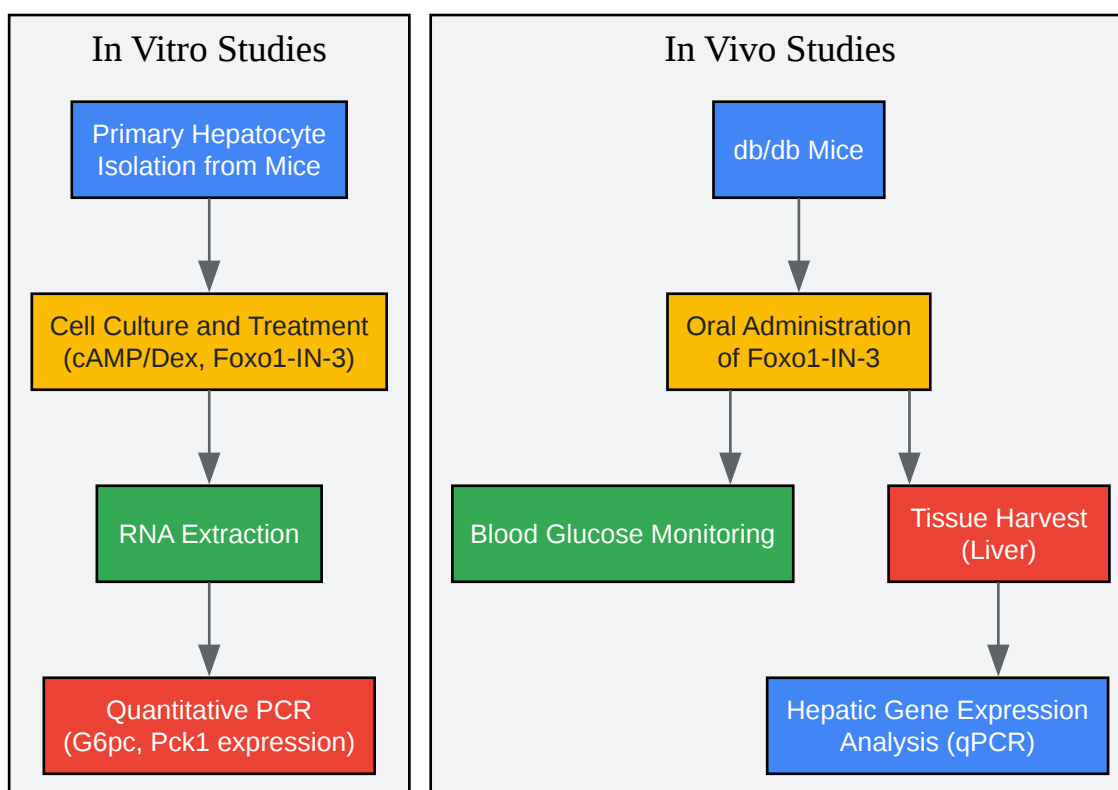 In Vitro Studies
Primary Hepatocyte
Isolation from Mice
Cell Culture and Treatment
(cAMP/Dex, Foxo1-IN-3)
RNA Extraction
Quantitative PCR
(G6pc, Pck1 expression)
In Vivo Studies
db/db Mice
Oral Administration
of Foxo1-IN-3
Blood Glucose Monitoring
Tissue Harvest
(Liver)
Hepatic Gene Expression
Analysis (qPCR)